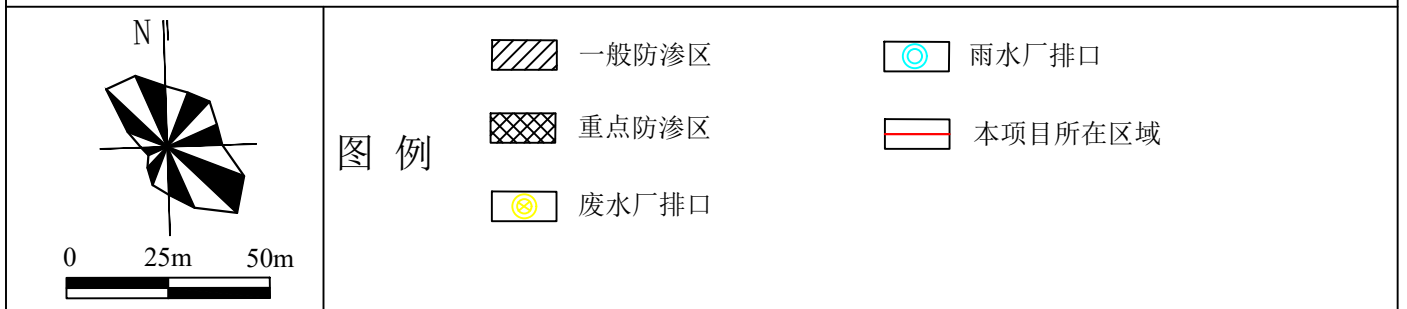 N
0 25m 50m
图 例
一般防渗区
重点防渗区
废水厂排口
雨水厂排口
本项目所在区域